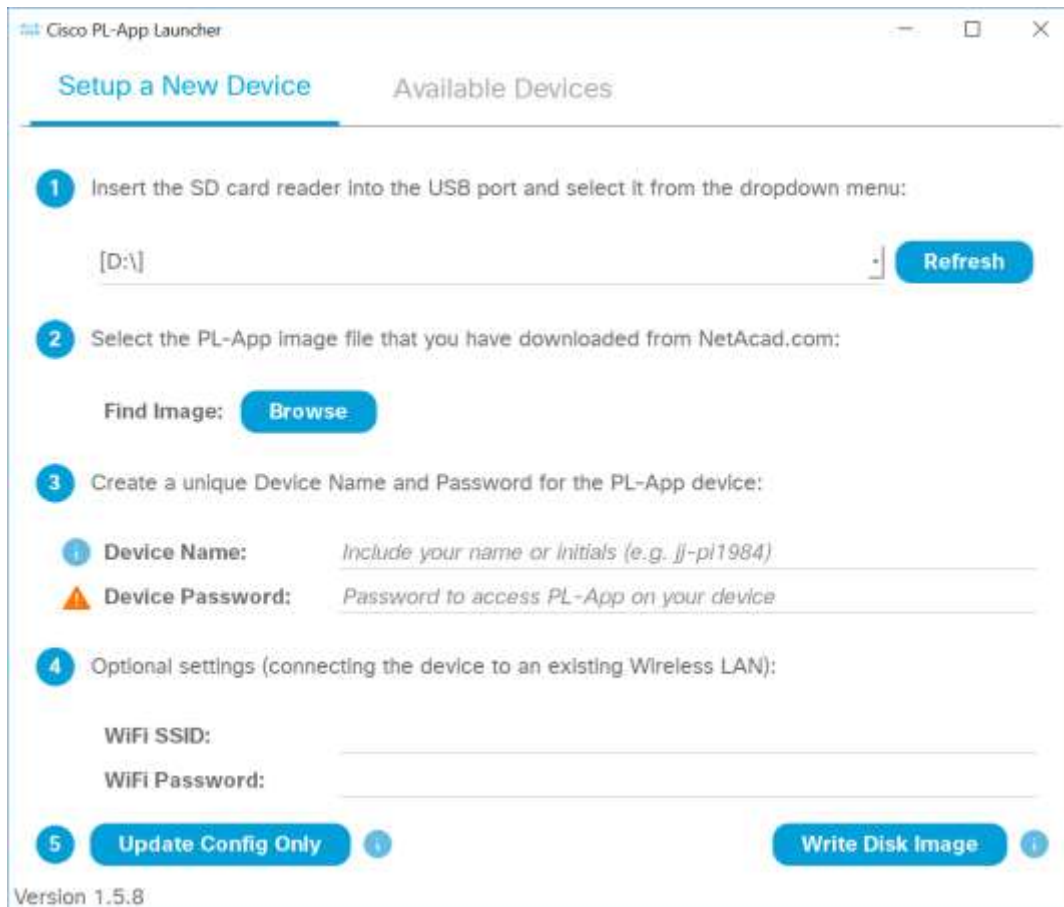 Cisco PL-App Launcher
Setup a New Device Available Devices
1 Insert the SD card reader into the USB port and select it from the dropdown menu:
[D:\] Refresh
2 Select the PL-App image file that you have downloaded from NetAcad.com:
Find Image: Browse
3 Create a unique Device Name and Password for the PL-App device:
Device Name: Include your name or initials (e.g. jj-pi1984)
Device Password: Password to access PL-App on your device
4 Optional settings (connecting the device to an existing Wireless LAN):
WiFi SSID:
WiFi Password:
5 Update Config Only Write Disk Image
Version 1.5.8